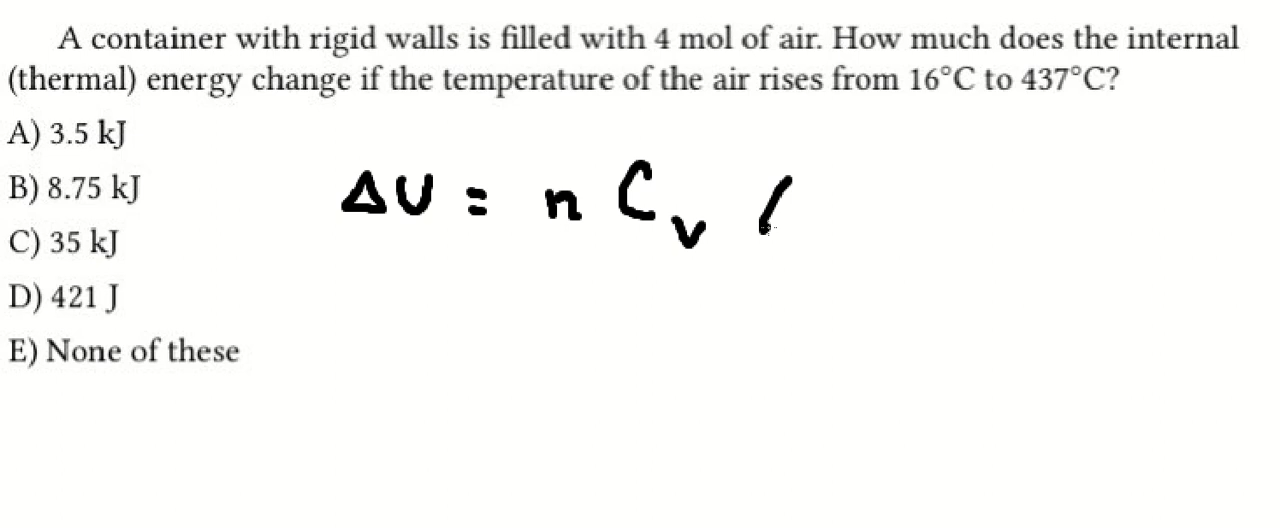 A container with rigid walls is filled with 4 mol of air. How much does the internal
(thermal) energy change if the temperature of the air rises from 16°C to 437°C?
A) 3.5 kJ
B) 8.75 kJ
C) 35 kJ
D) 421 J
E) None of these
ΔU = n Cv (